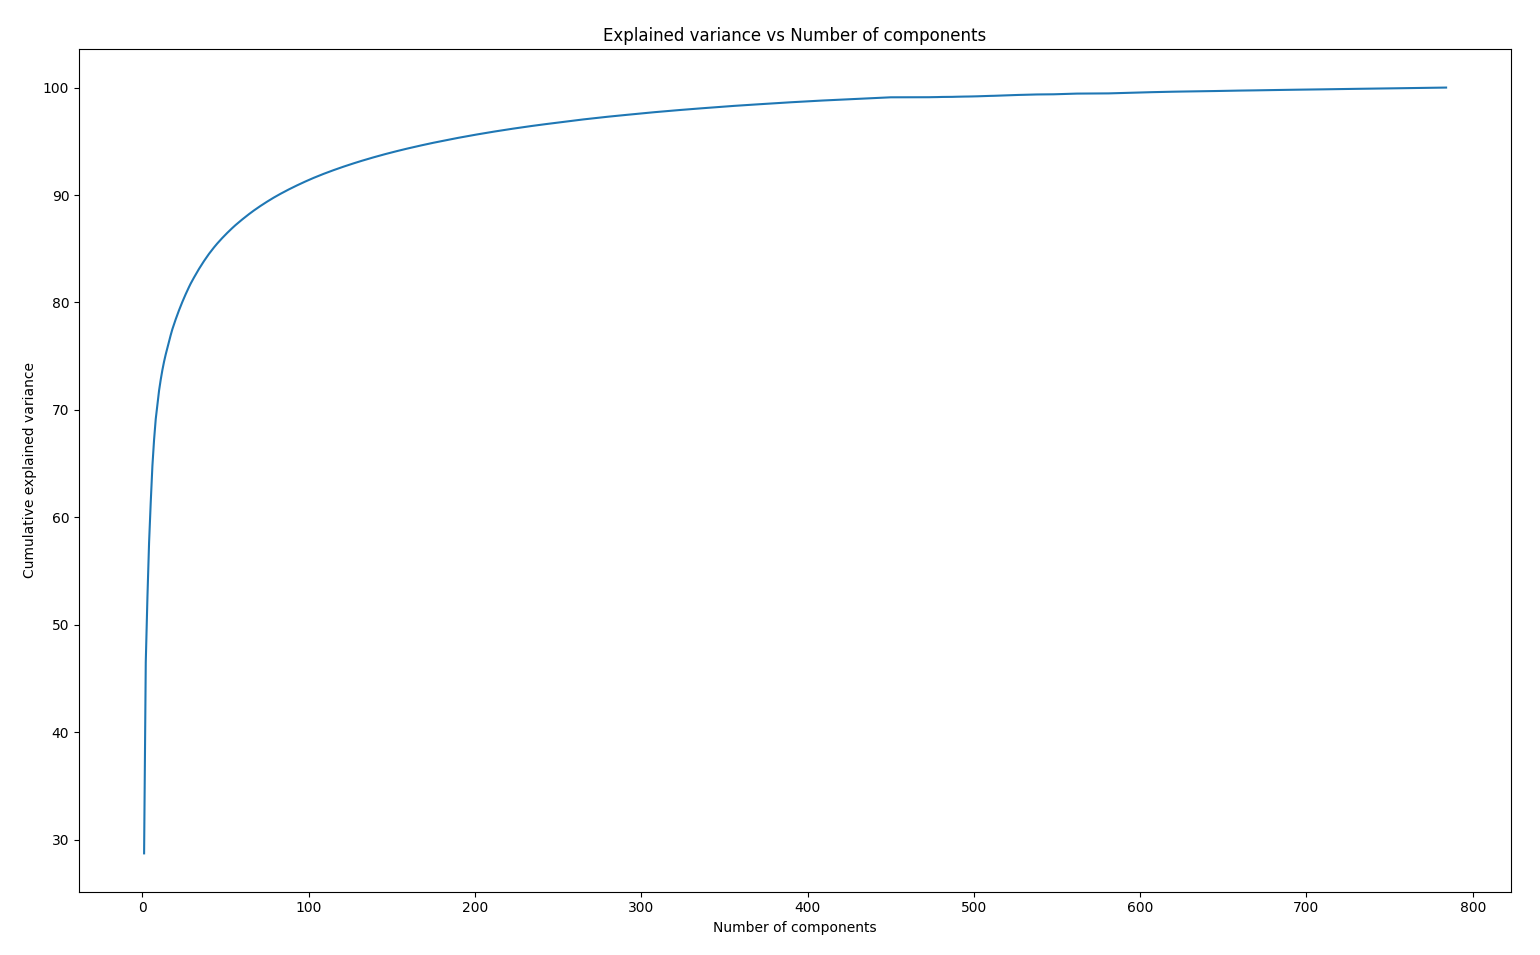 Explained variance vs Number of components
100
90
80
70
60
50
40
30
Cumulative explained variance
0 100 200 300 400 500 600 700 800
Number of components